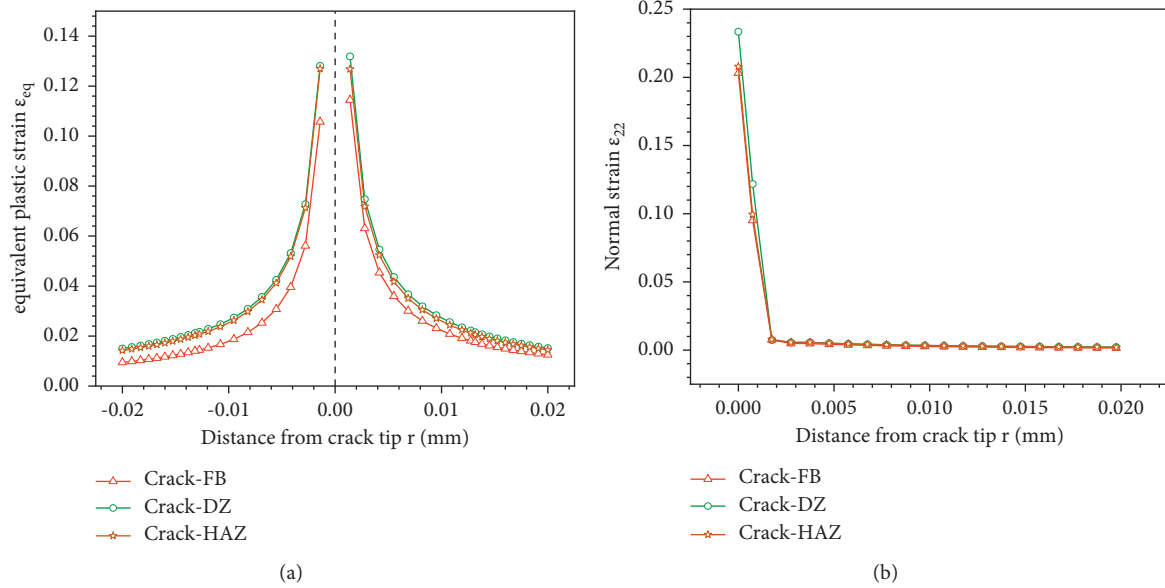 0.14
0.12
0.10
0.08
0.06
0.04
0.02
0.00
equivalent plastic strain ε_eq
-0.02 -0.01 0.00 0.01 0.02
Distance from crack tip r (mm)
Crack-FB
Crack-DZ
Crack-HAZ
(a)
0.25
0.20
0.15
0.10
0.05
0.00
Normal strain ε_22
0.000 0.005 0.010 0.015 0.020
Distance from crack tip r (mm)
Crack-FB
Crack-DZ
Crack-HAZ
(b)